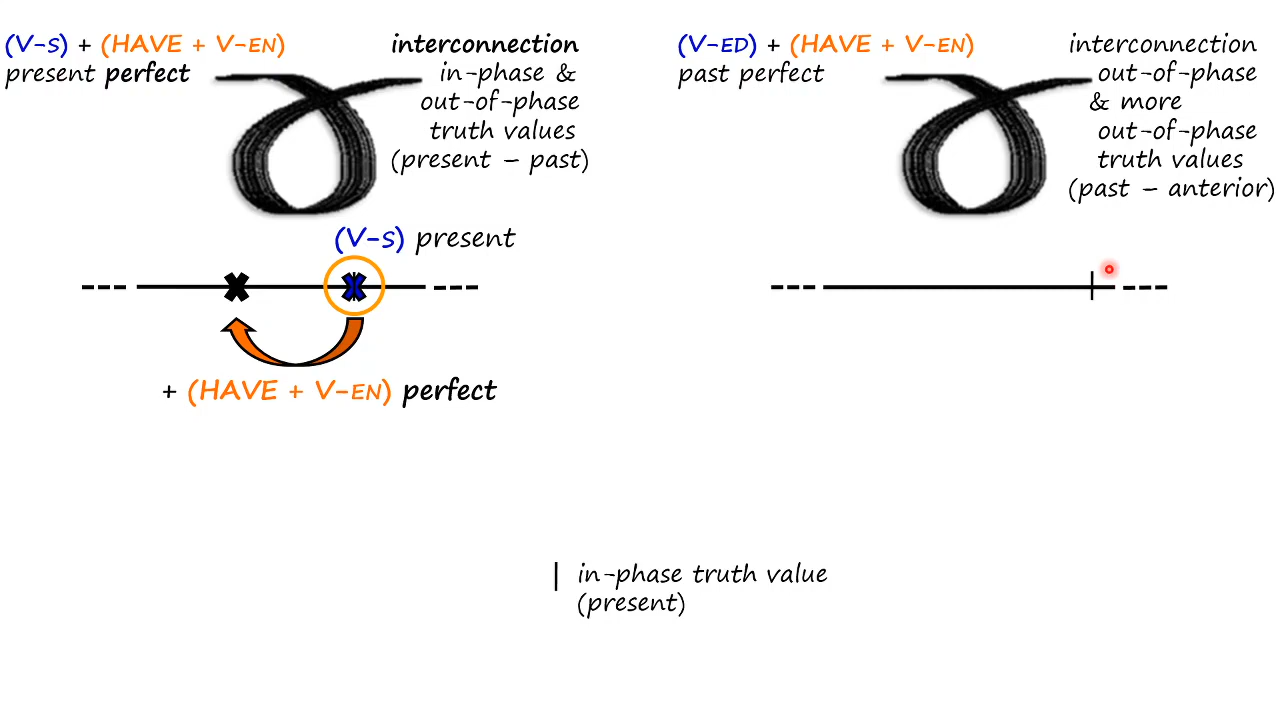 (V-S) + (HAVE + V-EN)
present perfect
interconnection
in-phase &
out-of-phase
truth values
(present – past)
(V-S) present
+ (HAVE + V-EN) perfect
(V-ED) + (HAVE + V-EN)
past perfect
interconnection
out-of-phase
& more
out-of-phase
truth values
(past – anterior)
| in-phase truth value
(present)